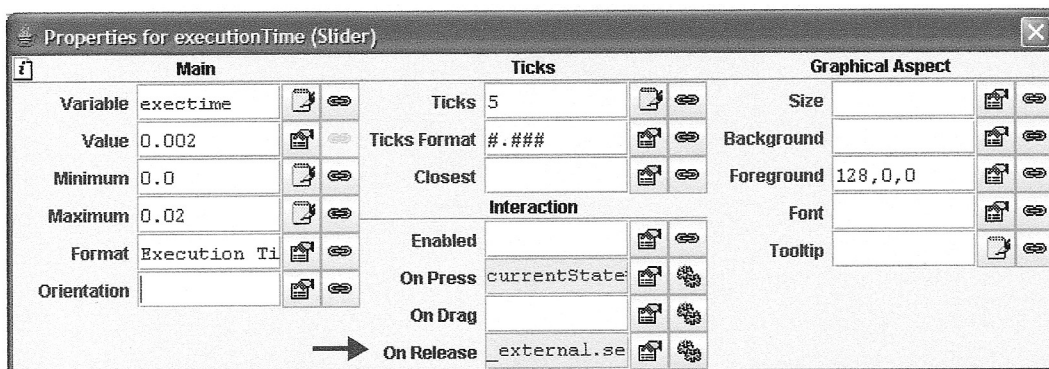 Properties for executionTime (Slider)
Main
Variable exectime
Value 0.002
Minimum 0.0
Maximum 0.02
Format Execution Ti
Orientation
Ticks
Ticks 5
Ticks Format #.###
Closest
Interaction
Enabled
On Press currentState
On Drag
On Release _external.se
Graphical Aspect
Size
Background
Foreground 128,0,0
Font
Tooltip